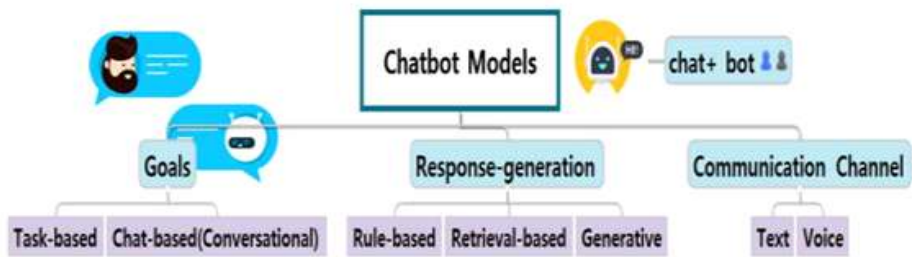 Chatbot Models
HI!
chat+ bot
Goals
Response-generation
Communication Channel
Task-based
Chat-based(Conversational)
Rule-based
Retrieval-based
Generative
Text
Voice